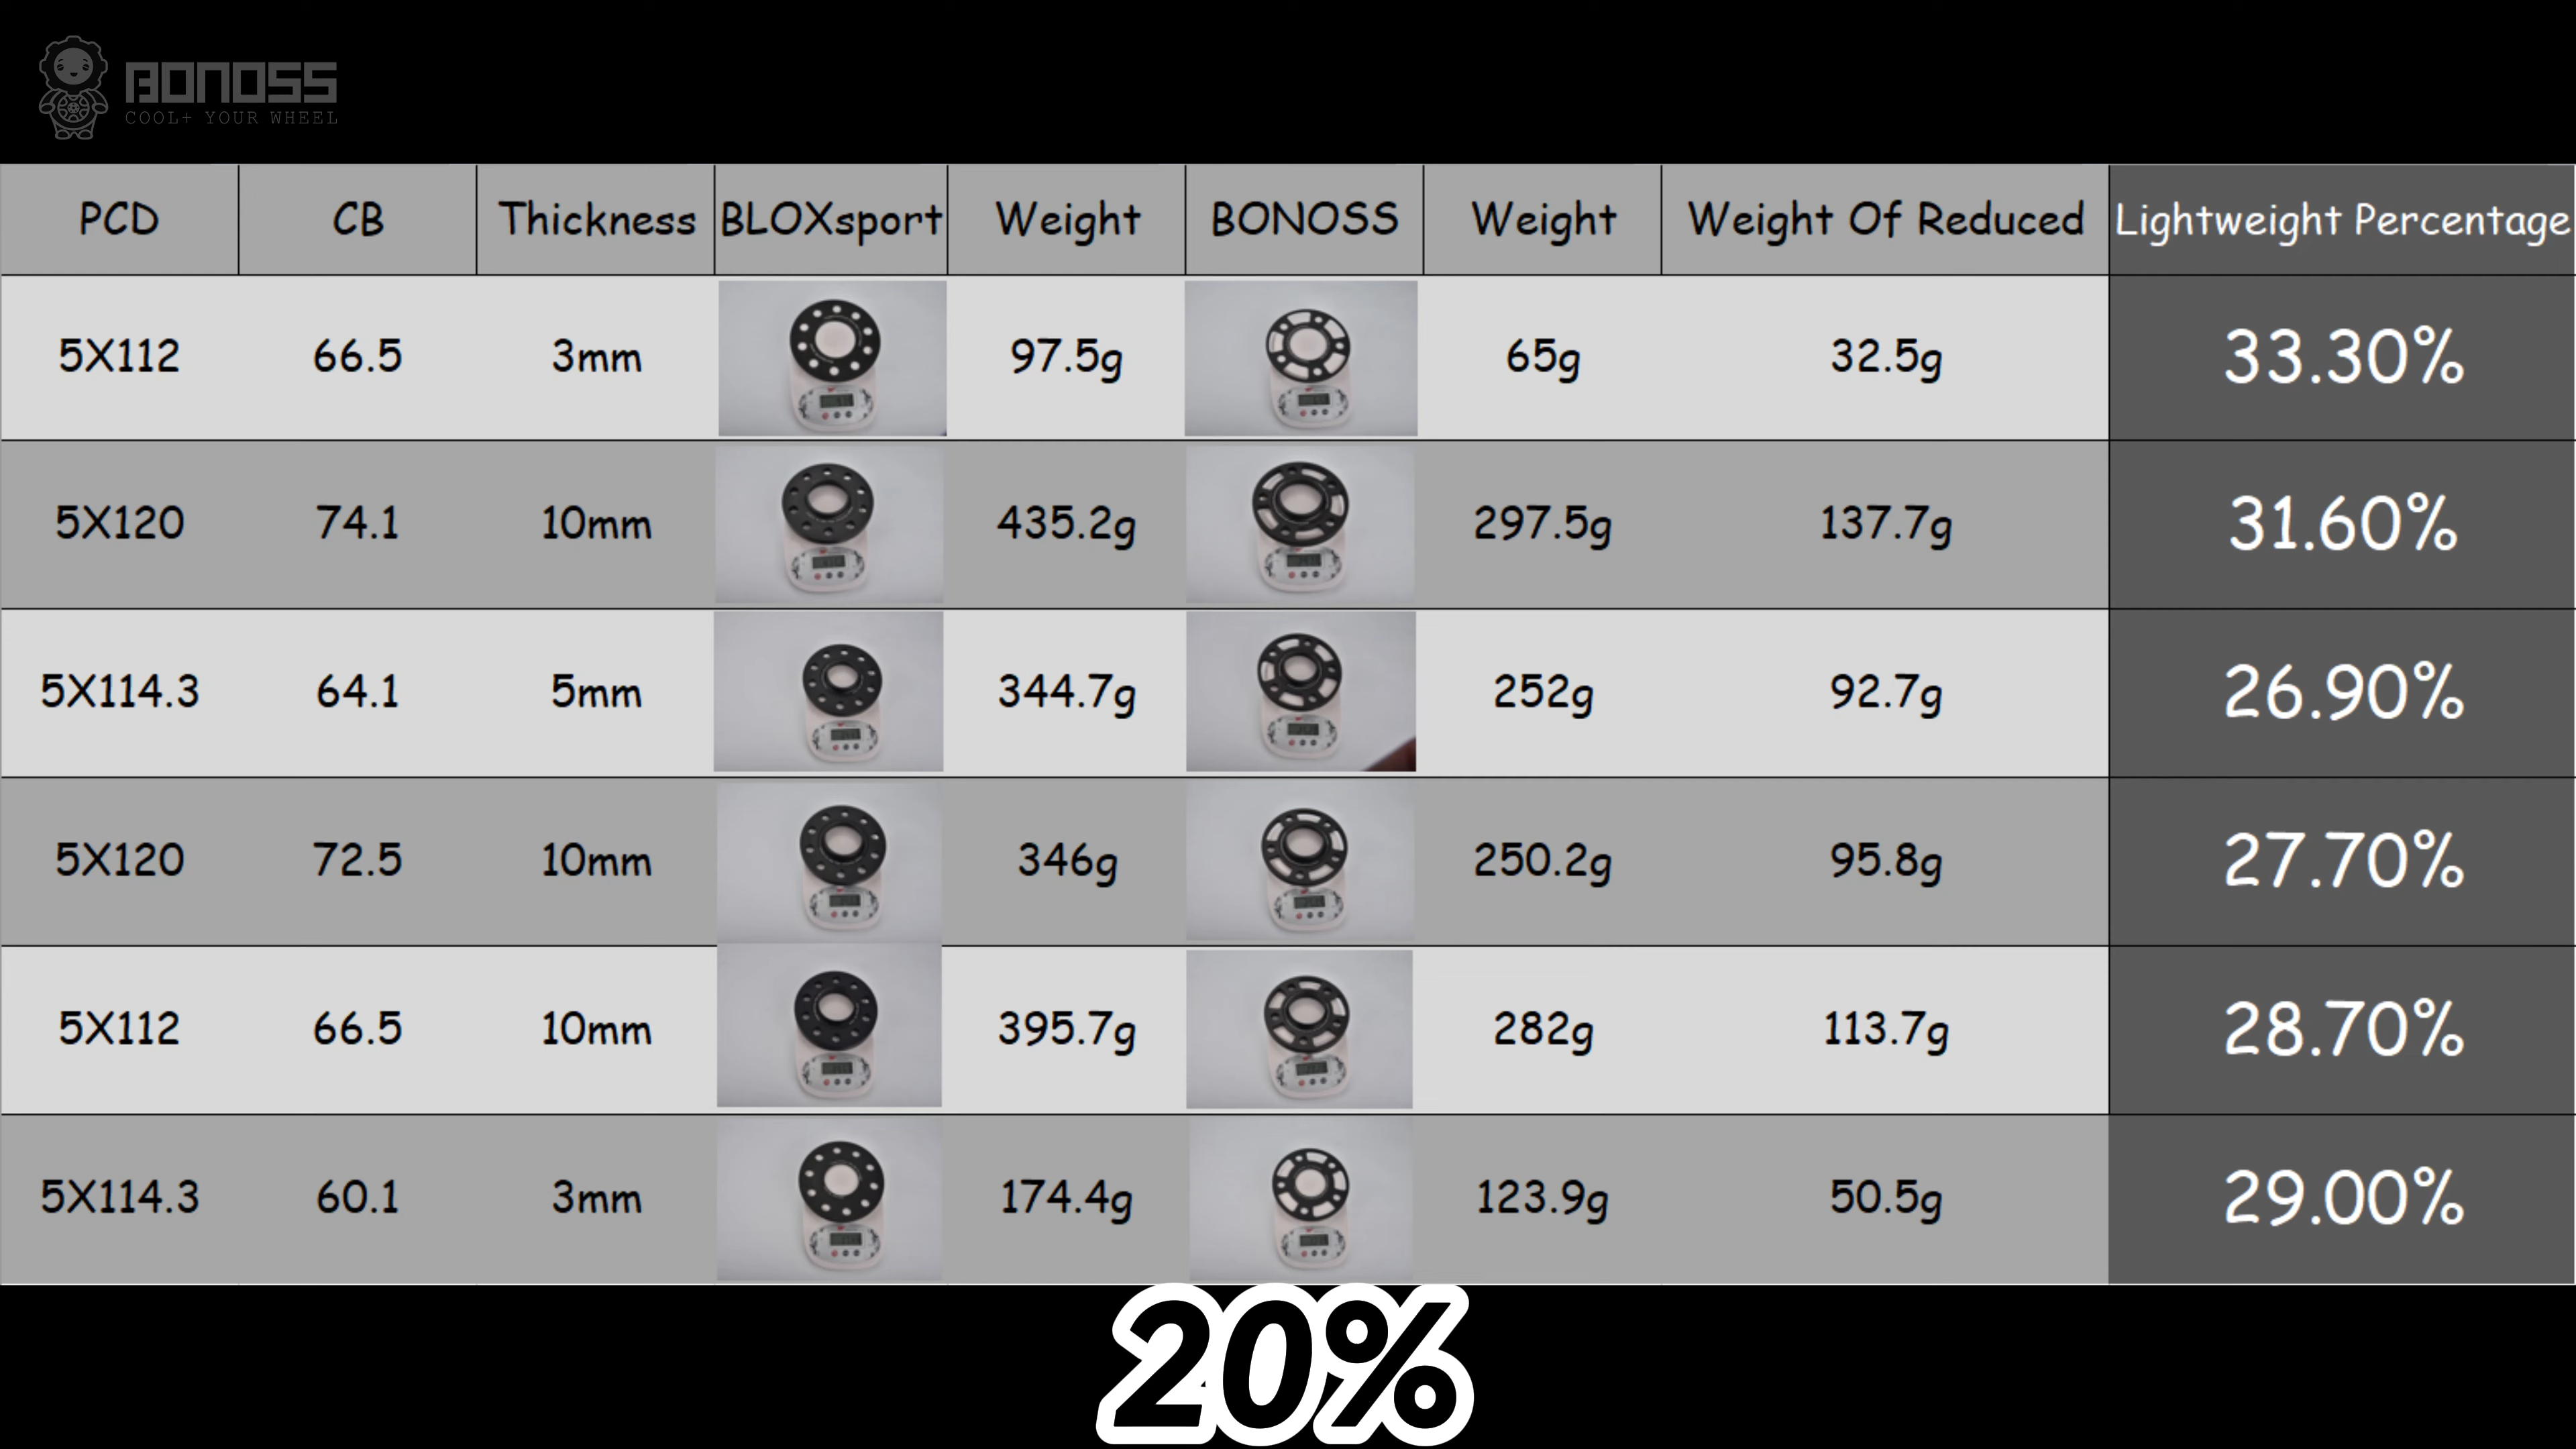 BONOSS
COOL+ YOUR WHEEL
PCD CB Thickness BLOXsport Weight BONOSS Weight Weight Of Reduced Lightweight Percentage
5X112 66.5 3mm 97.5g 65g 32.5g 33.30%
5X120 74.1 10mm 435.2g 297.5g 137.7g 31.60%
5X114.3 64.1 5mm 344.7g 252g 92.7g 26.90%
5X120 72.5 10mm 346g 250.2g 95.8g 27.70%
5X112 66.5 10mm 395.7g 282g 113.7g 28.70%
5X114.3 60.1 3mm 174.4g 123.9g 50.5g 29.00%
20%